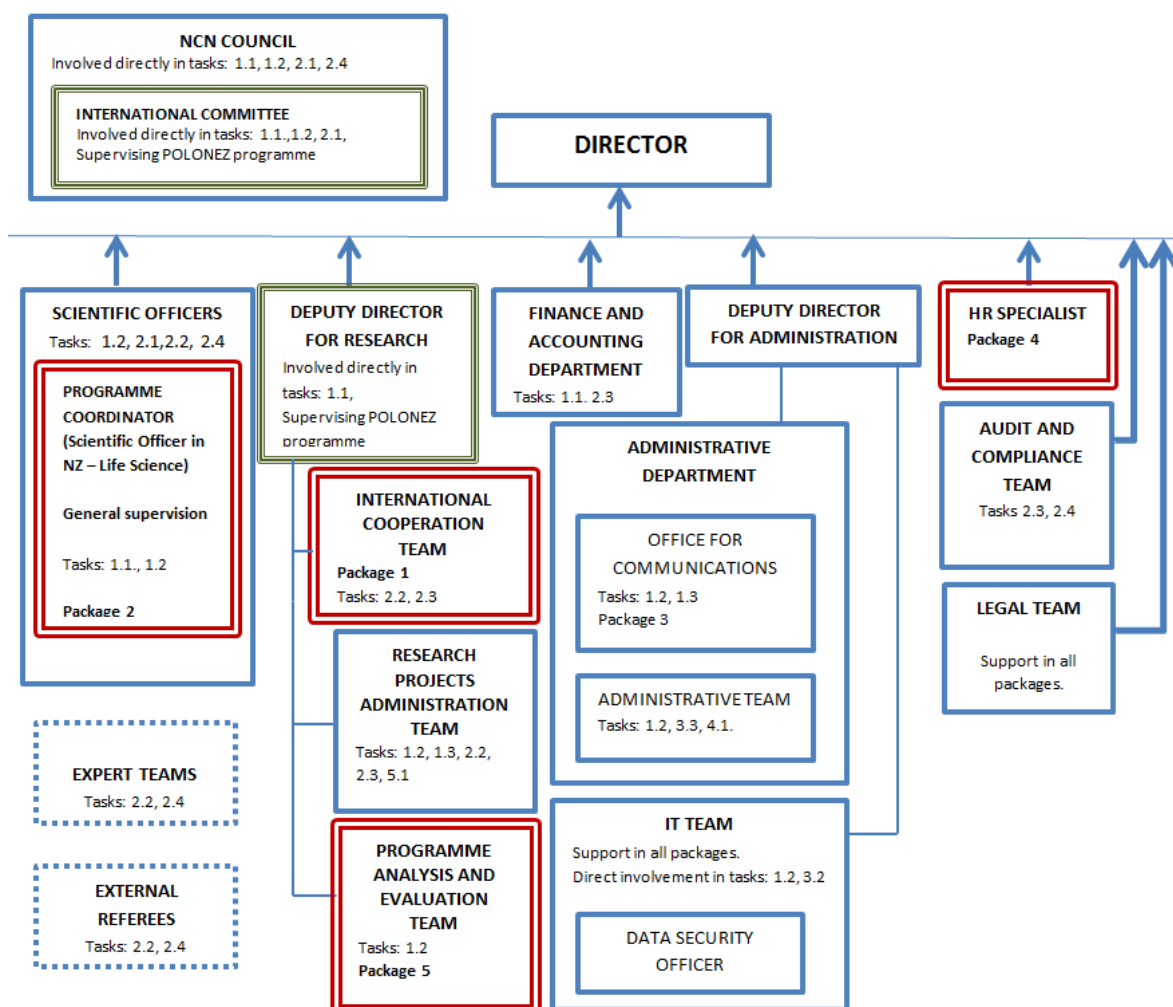 NCN COUNCIL
Involved directly in tasks: 1.1, 1.2, 2.1, 2.4
INTERNATIONAL COMMITTEE
Involved directly in tasks: 1.1.,1.2, 2.1,
Supervising POLONEZ programme
DIRECTOR
SCIENTIFIC OFFICERS
Tasks: 1.2, 2.1,2.2, 2.4
PROGRAMME
COORDINATOR
(Scientific Officer in
NZ – Life Science)
General supervision
Tasks: 1.1., 1.2
Package 2
EXPERT TEAMS
Tasks: 2.2, 2.4
EXTERNAL
REFEREES
Tasks: 2.2, 2.4
DEPUTY DIRECTOR
FOR RESEARCH
Involved directly in
tasks: 1.1,
Supervising POLONEZ
programme
INTERNATIONAL
COOPERATION
TEAM
Package 1
Tasks: 2.2, 2.3
RESEARCH
PROJECTS
ADMINISTRATION
TEAM
Tasks: 1.2, 1.3, 2.2,
2.3, 5.1
PROGRAMME
ANALYSIS AND
EVALUATION
TEAM
Tasks: 1.2
Package 5
FINANCE AND
ACCOUNTING
DEPARTMENT
Tasks: 1.1. 2.3
DEPUTY DIRECTOR
FOR ADMINISTRATION
ADMINISTRATIVE
DEPARTMENT
OFFICE FOR
COMMUNICATIONS
Tasks: 1.2, 1.3
Package 3
ADMINISTRATIVE TEAM
Tasks: 1.2, 3.3, 4.1.
IT TEAM
Support in all packages.
Direct involvement in tasks: 1.2, 3.2
DATA SECURITY
OFFICER
HR SPECIALIST
Package 4
AUDIT AND
COMPLIANCE
TEAM
Tasks 2.3, 2.4
LEGAL TEAM
Support in all
packages.